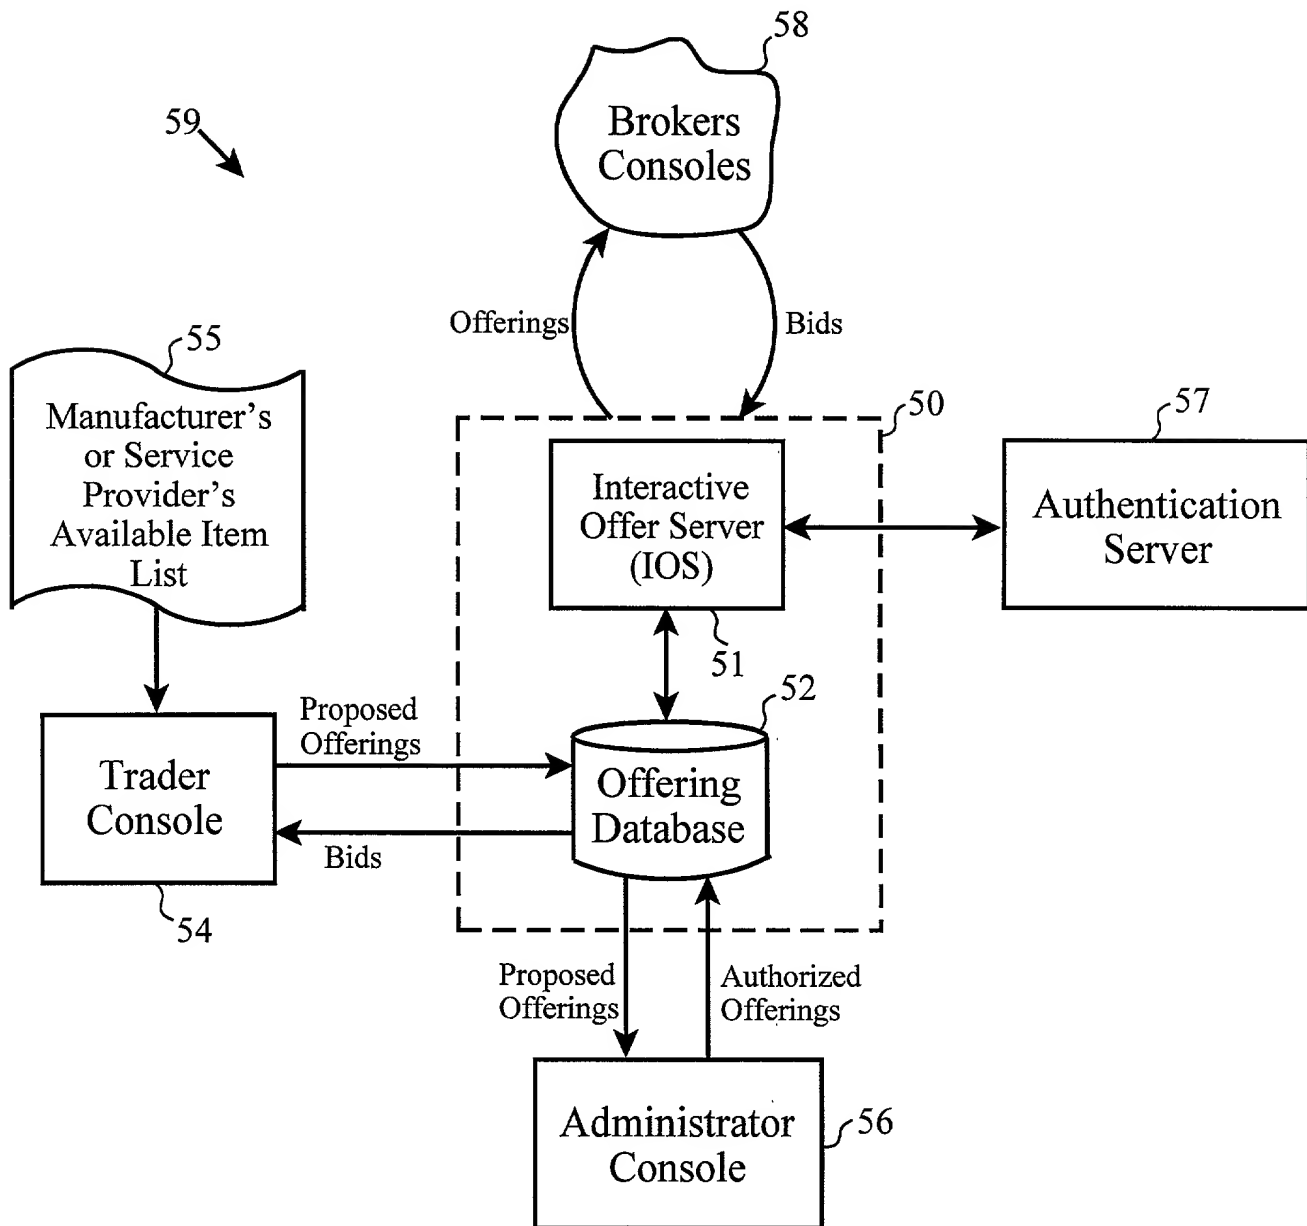 58
Brokers
Consoles
59
Offerings
Bids
55
Manufacturer's
or Service
Provider's
Available Item
List
50
57
Interactive
Offer Server
(IOS)
Authentication
Server
51
52
Proposed
Offerings
Trader
Console
Offering
Database
Bids
54
Proposed
Offerings
Authorized
Offerings
Administrator
Console
56